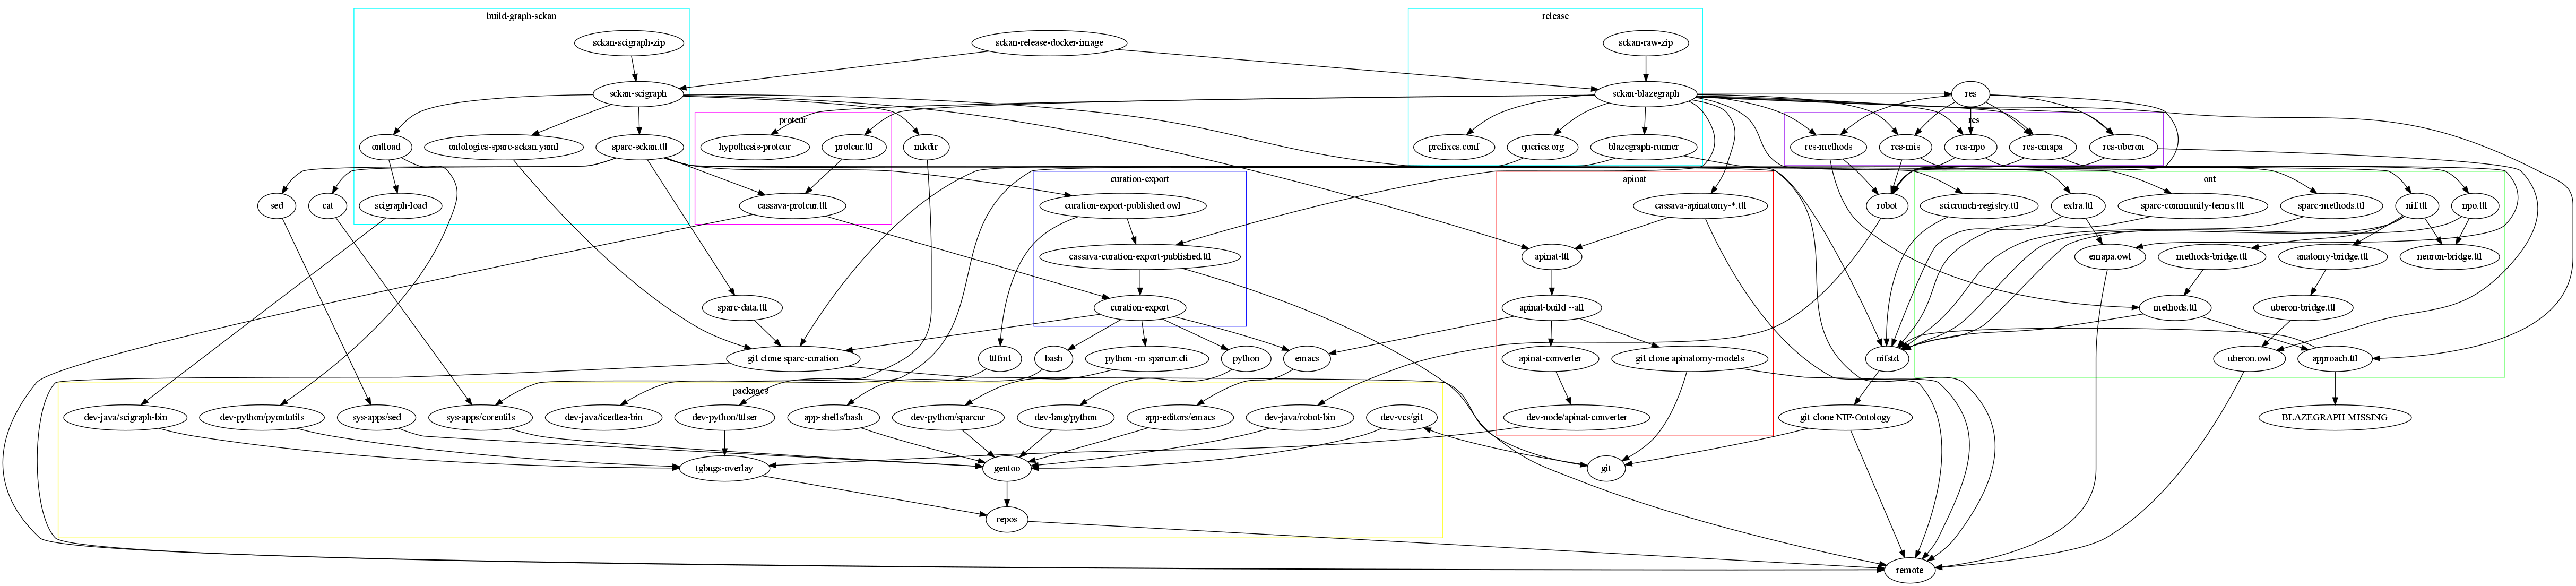 build-graph-sckan
release
sckan-scigraph-zip
sckan-release-docker-image
sckan-raw-zip
sckan-scigraph
sckan-blazegraph
res
protcur
res
ontload
ontologies-sparc-sckan.yaml
sparc-sckan.ttl
hypothesis-protcur
protcur.ttl
mkdir
prefixes.conf
queries.org
blazegraph-runner
res-methods
res-mis
res-npo
res-emapa
res-uberon
curation-export
apinat
ont
sed
cat
scigraph-load
cassava-protcur.ttl
curation-export-published.owl
cassava-apinatomy-*.ttl
robot
scicrunch-registry.ttl
extra.ttl
sparc-community-terms.ttl
sparc-methods.ttl
nif.ttl
npo.ttl
cassava-curation-export-published.ttl
apinat-ttl
emapa.owl
methods-bridge.ttl
anatomy-bridge.ttl
neuron-bridge.ttl
sparc-data.ttl
curation-export
apinat-build --all
methods.ttl
uberon-bridge.ttl
git clone sparc-curation
ttlfmt
bash
python -m sparcur.cli
python
emacs
apinat-converter
git clone apinatomy-models
nifstd
uberon.owl
approach.ttl
packages
dev-java/scigraph-bin
dev-python/pyontutils
sys-apps/sed
sys-apps/coreutils
dev-java/icedtea-bin
dev-python/ttlser
app-shells/bash
dev-python/sparcur
dev-lang/python
app-editors/emacs
dev-java/robot-bin
dev-vcs/git
dev-node/apinat-converter
git clone NIF-Ontology
BLAZEGRAPH MISSING
tgbugs-overlay
gentoo
git
repos
remote